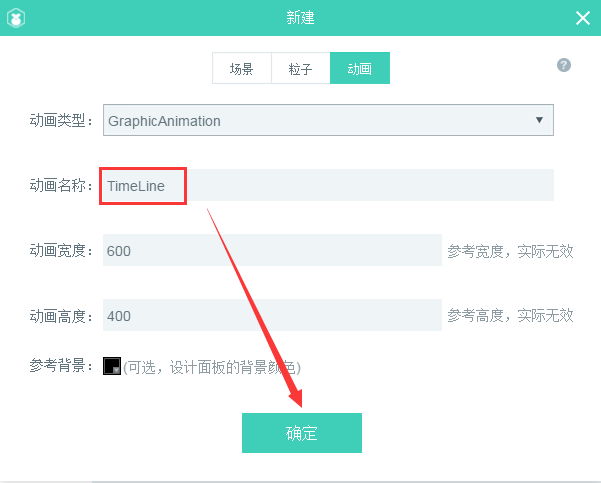 新建
场景 粒子 动画
?
动画类型： GraphicAnimation
动画名称： TimeLine
动画宽度： 600 参考宽度，实际无效
动画高度： 400 参考高度，实际无效
参考背景： (可选，设计面板的背景颜色)
确定